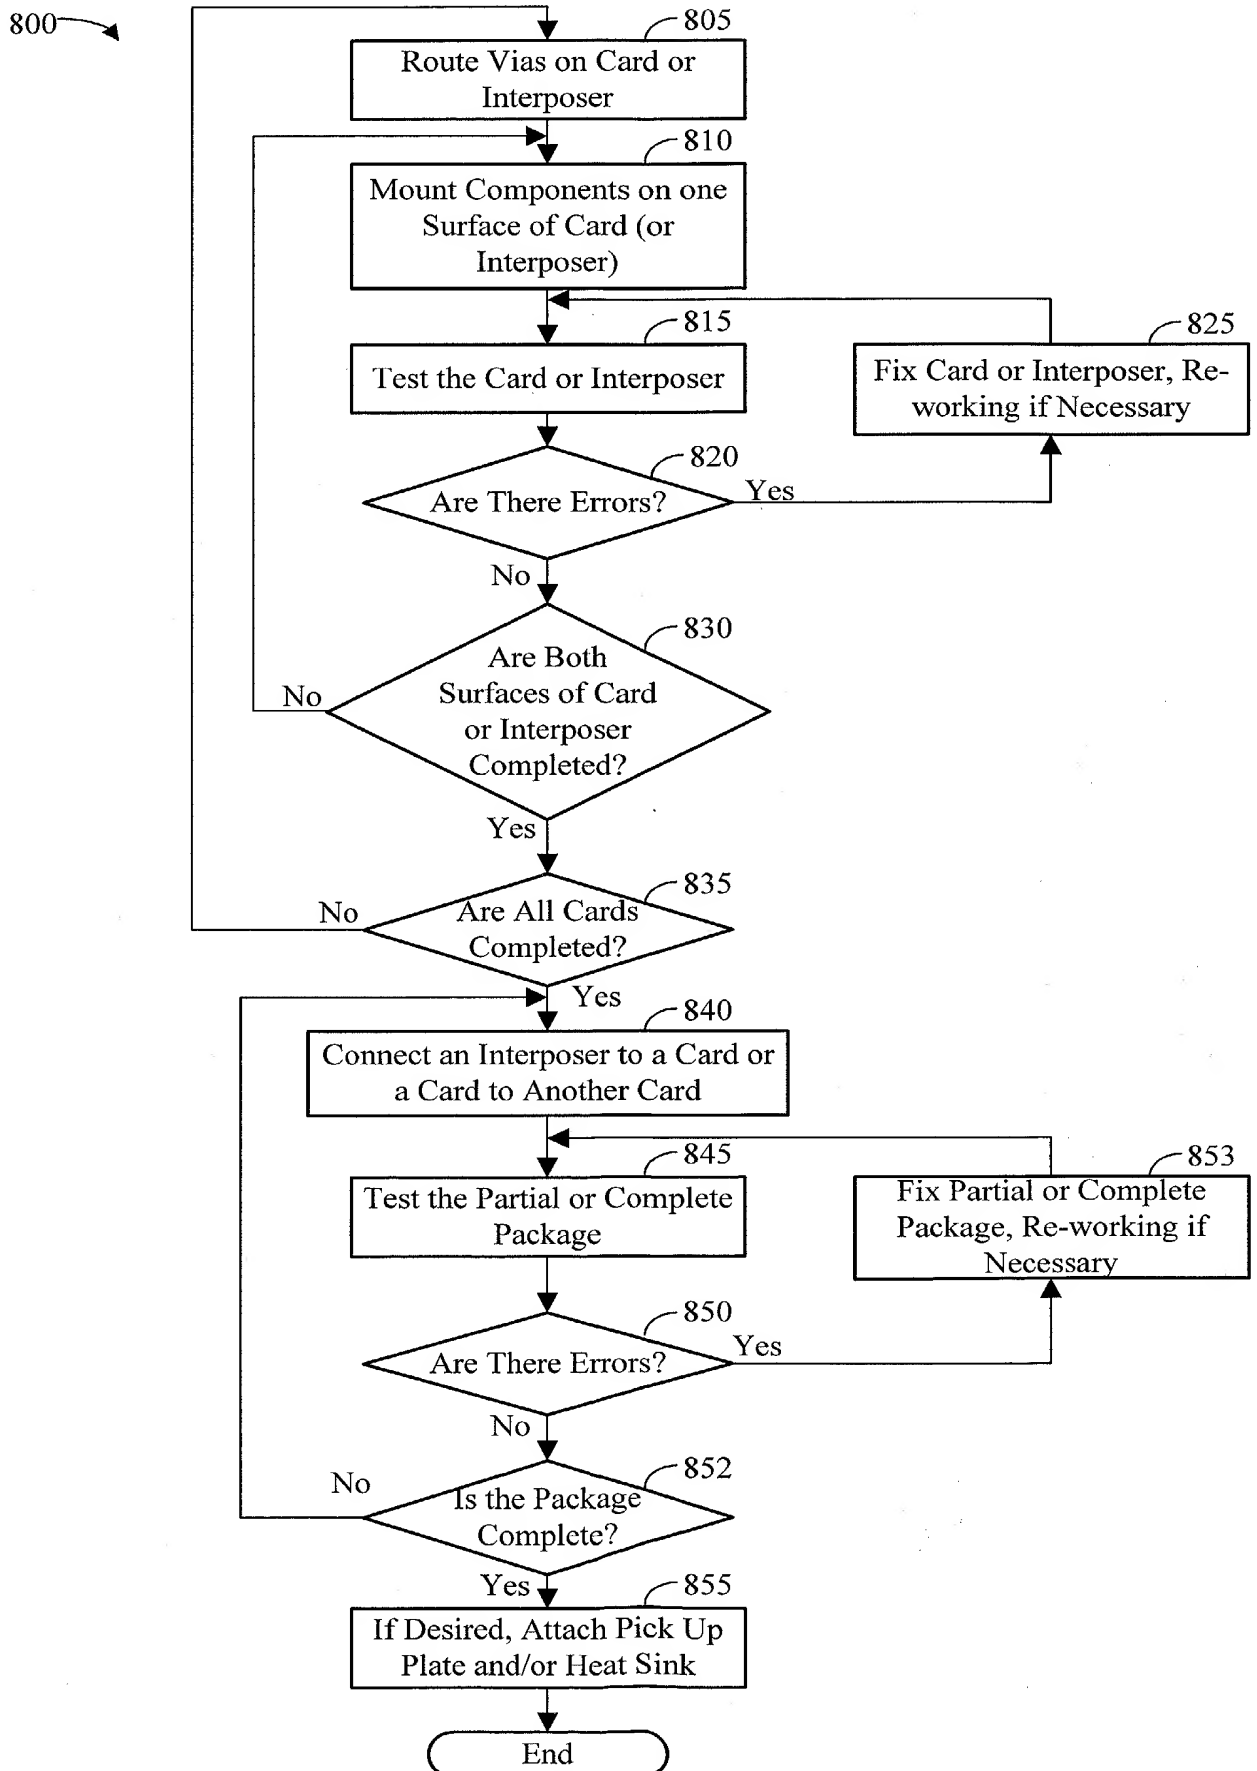 800
805
Route Vias on Card or
Interposer
810
Mount Components on one
Surface of Card (or
Interposer)
815
Test the Card or Interposer
825
Fix Card or Interposer, Re-
working if Necessary
820
Are There Errors?
Yes
No
830
Are Both
Surfaces of Card
or Interposer
Completed?
No
Yes
835
Are All Cards
Completed?
No
Yes
840
Connect an Interposer to a Card or
a Card to Another Card
845
Test the Partial or Complete
Package
853
Fix Partial or Complete
Package, Re-working if
Necessary
850
Are There Errors?
Yes
No
852
Is the Package
Complete?
No
Yes
855
If Desired, Attach Pick Up
Plate and/or Heat Sink
End